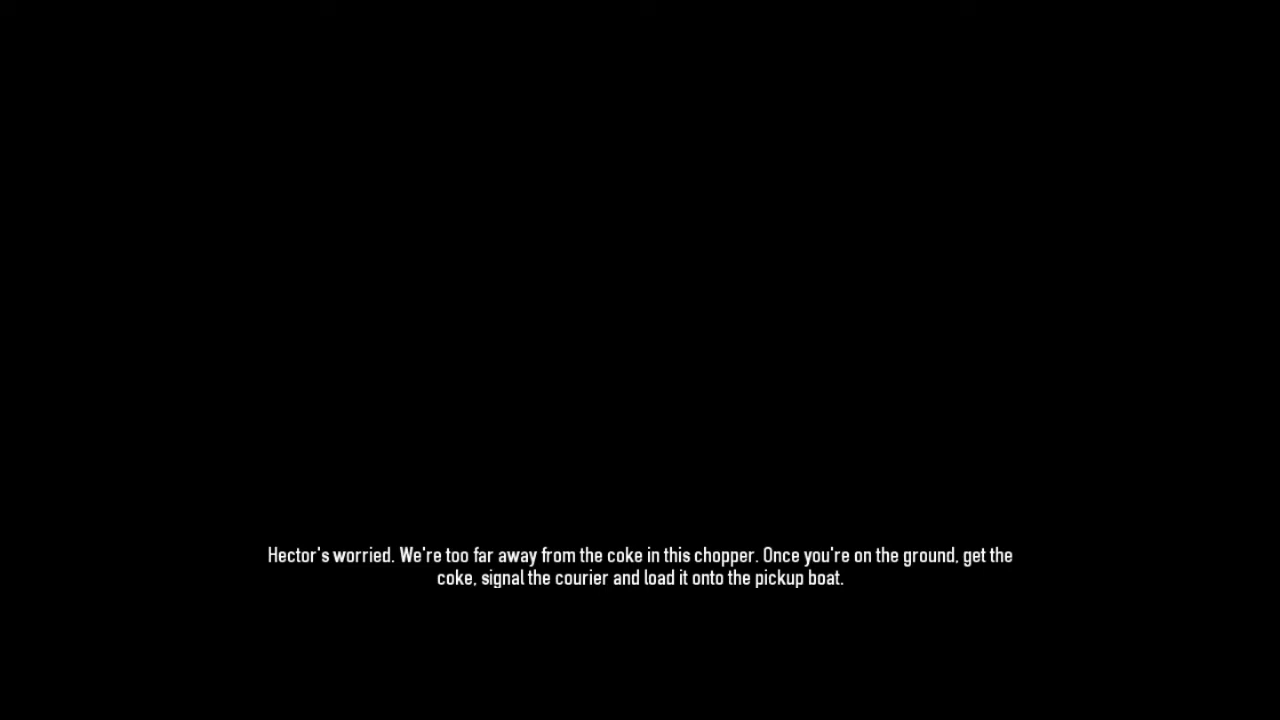 Hector's worried. We're too far away from the coke in this chopper. Once you're on the ground, get the
coke, signal the courier and load it onto the pickup boat.